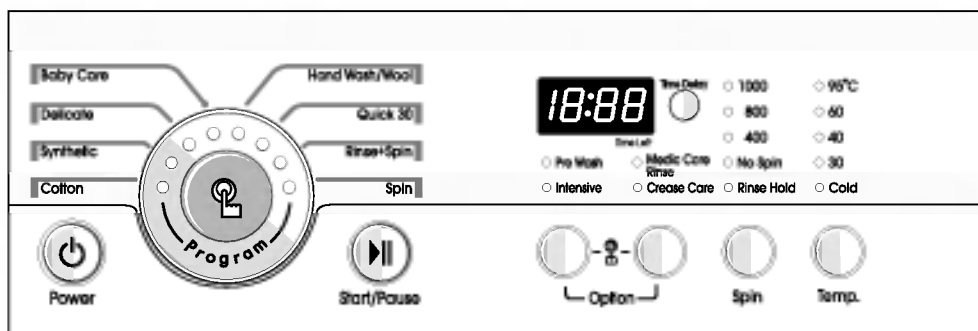 Baby Care
Delicate
Synthetic
Cotton
Hand Wash/Wool
Quick 30
Rinse+Spin
Spin
Program
Power
Start/Pause
18:88
Time Delay
Time Left
1000
800
400
No Spin
Rinse Hold
95°C
60
40
30
Cold
Pre Wash
Medic Care
Rinse
Intensive
Crease Care
Option
Spin
Temp.